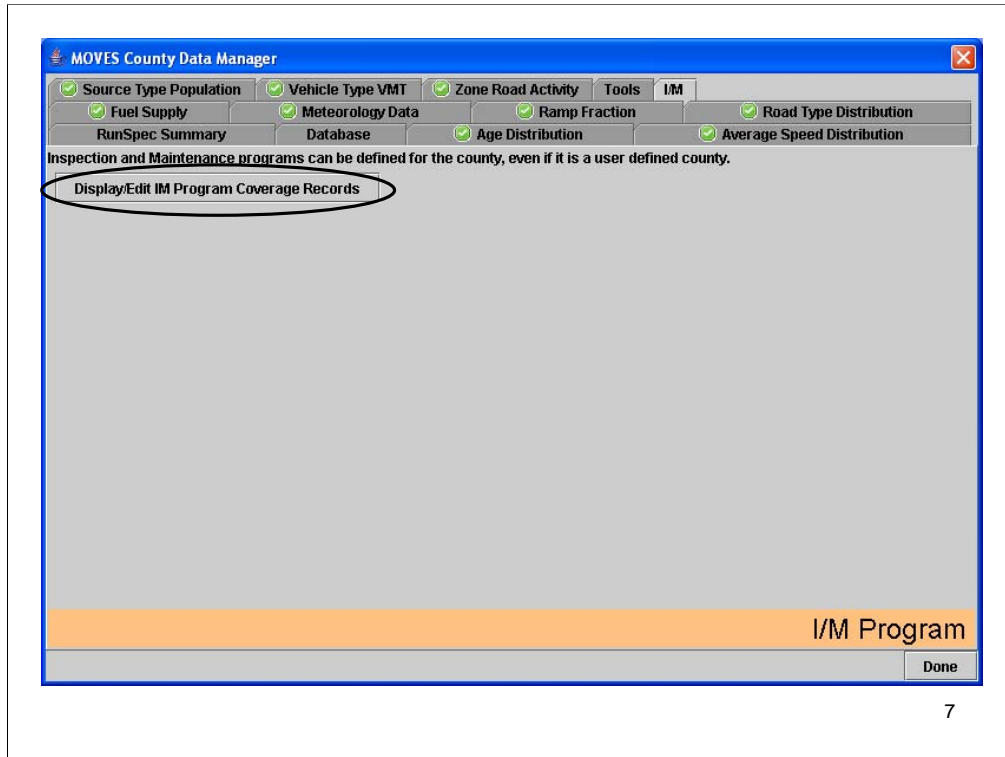 MOVES County Data Manager
Source Type Population Vehicle Type VMT Zone Road Activity Tools I/M
Fuel Supply Meteorology Data Ramp Fraction Road Type Distribution
RunSpec Summary Database Age Distribution Average Speed Distribution
Inspection and Maintenance programs can be defined for the county, even if it is a user defined county.
Display/Edit IM Program Coverage Records
I/M Program
Done
7